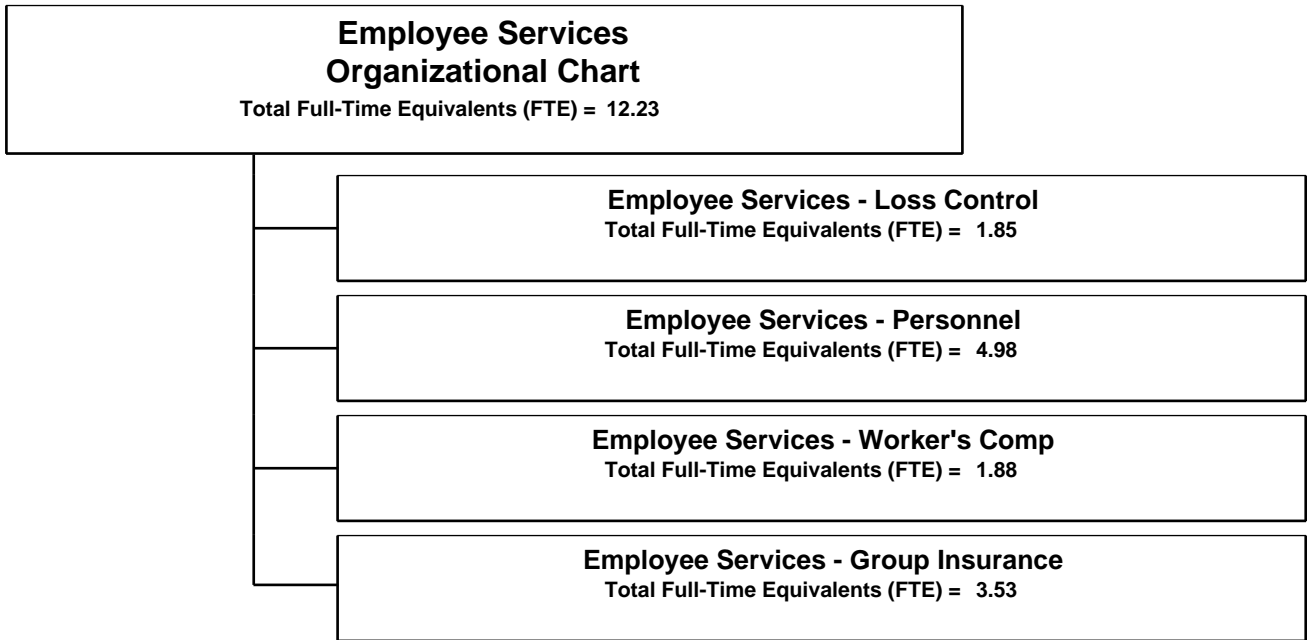 Employee Services
Organizational Chart
Total Full-Time Equivalents (FTE) = 12.23
Employee Services - Loss Control
Total Full-Time Equivalents (FTE) = 1.85
Employee Services - Personnel
Total Full-Time Equivalents (FTE) = 4.98
Employee Services - Worker's Comp
Total Full-Time Equivalents (FTE) = 1.88
Employee Services - Group Insurance
Total Full-Time Equivalents (FTE) = 3.53